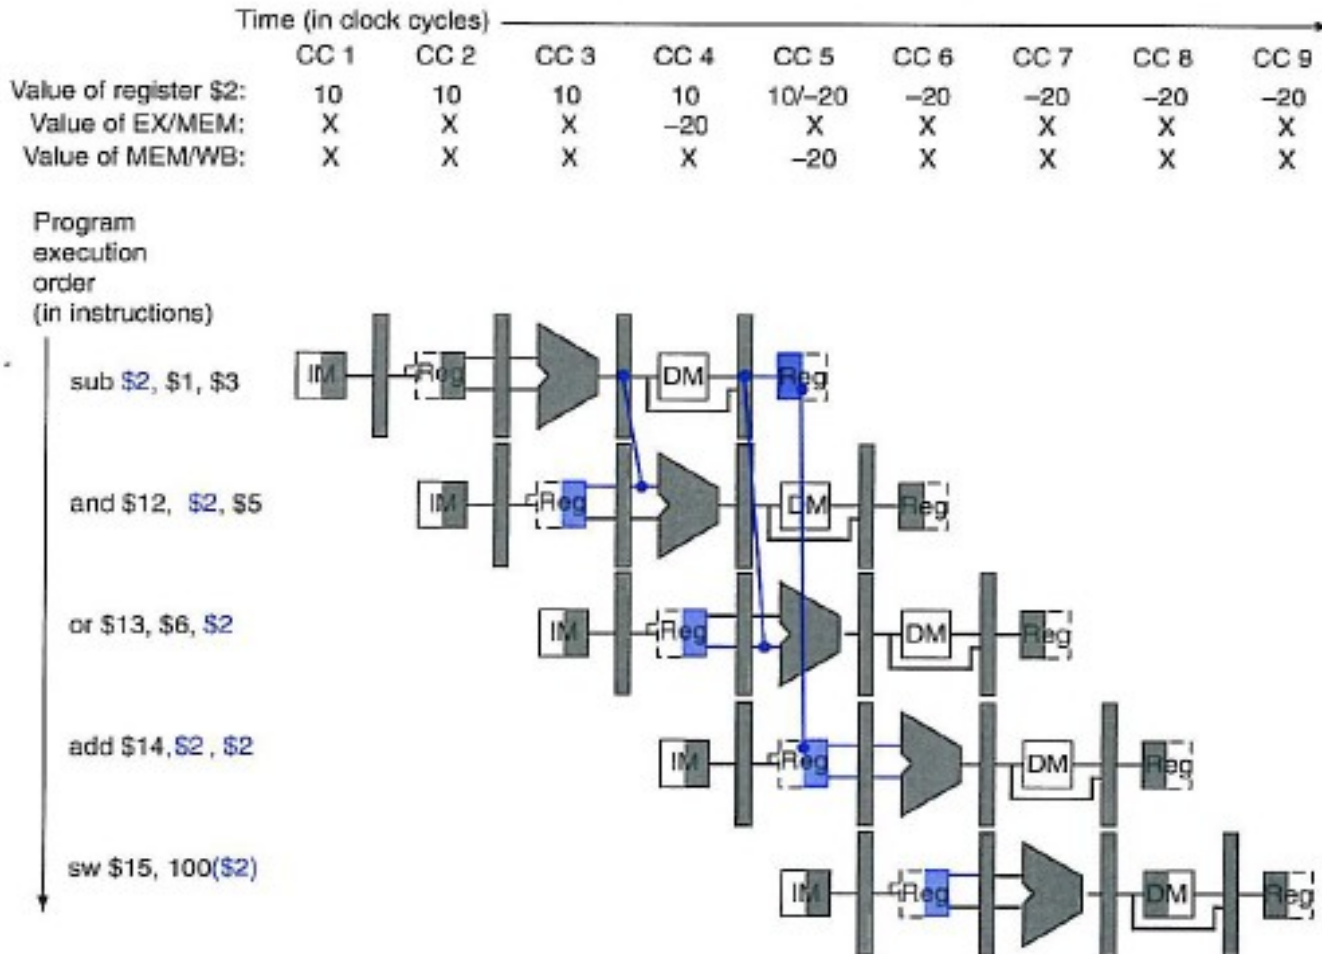 Time (in clock cycles)
CC 1 CC 2 CC 3 CC 4 CC 5 CC 6 CC 7 CC 8 CC 9
Value of register $2: 10 10 10 10 10/–20 –20 –20 –20 –20
Value of EX/MEM: X X X –20 X X X X X
Value of MEM/WB: X X X X –20 X X X X
Program
execution
order
(in instructions)
sub $2, $1, $3 IM Reg DM Reg
and $12, $2, $5 IM Reg DM Reg
or $13, $6, $2 IM Reg DM Reg
add $14,$2 , $2 IM Reg DM Reg
sw $15, 100($2) IM Reg DM Reg